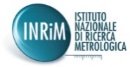 INRiM
ISTITUTO
NAZIONALE
DI RICERCA
METROLOGICA